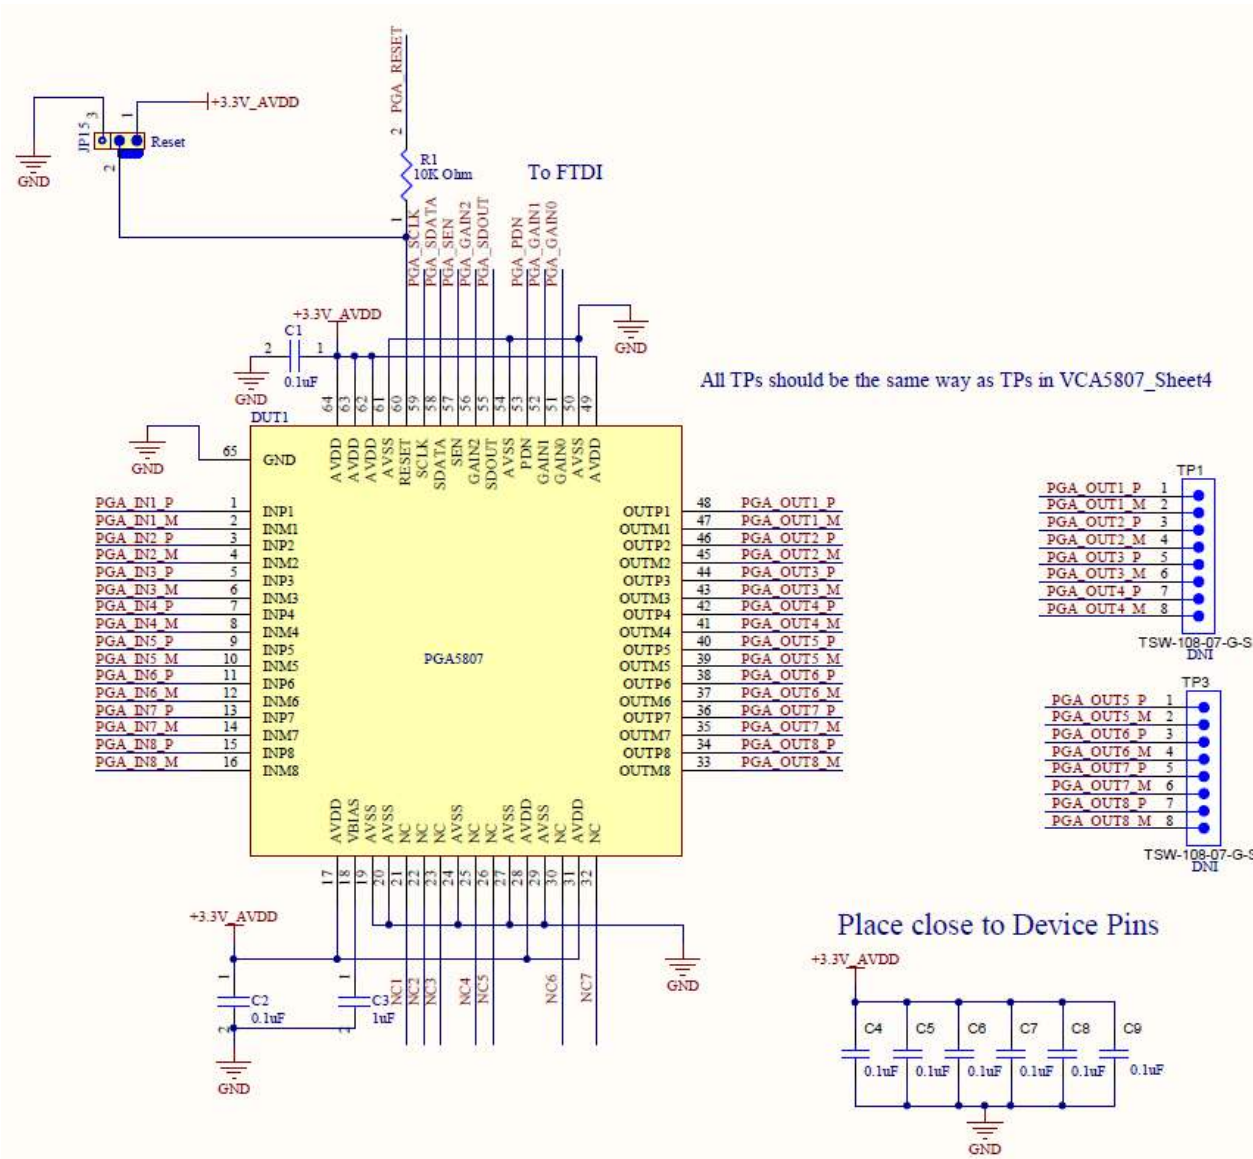 PGA_RESET
+3.3V_AVDD
3
1
JP15
Reset
2
GND
2
R1
10K Ohm
1
To FTDI
PGA_SCLK
PGA_SDATA
PGA_SEN
PGA_GAIN2
PGA_SDOUT
PGA_PDN
PGA_GAIN1
PGA_GAIN0
+3.3V_AVDD
C1
2
1
0.1uF
GND
GND
All TPs should be the same way as TPs in VCA5807_Sheet4
DUT1
64 63 62 61 60 59 58 57 56 55 54 53 52 51 50 49
AVDD AVDD AVDD AVSS RESET SCLK SDATA SEN GAIN2 SDOUT AVSS PDN GAIN1 GAIN0 AVSS AVDD
GND
65 GND
PGA_IN1_P 1 INP1
PGA_IN1_M 2 INM1
PGA_IN2_P 3 INP2
PGA_IN2_M 4 INM2
PGA_IN3_P 5 INP3
PGA_IN3_M 6 INM3
PGA_IN4_P 7 INP4
PGA_IN4_M 8 INM4
PGA_IN5_P 9 INP5
PGA_IN5_M 10 INM5
PGA_IN6_P 11 INP6
PGA_IN6_M 12 INM6
PGA_IN7_P 13 INP7
PGA_IN7_M 14 INM7
PGA_IN8_P 15 INP8
PGA_IN8_M 16 INM8
PGA5807
OUTP1 48 PGA_OUT1_P
OUTM1 47 PGA_OUT1_M
OUTP2 46 PGA_OUT2_P
OUTM2 45 PGA_OUT2_M
OUTP3 44 PGA_OUT3_P
OUTM3 43 PGA_OUT3_M
OUTP4 42 PGA_OUT4_P
OUTM4 41 PGA_OUT4_M
OUTP5 40 PGA_OUT5_P
OUTM5 39 PGA_OUT5_M
OUTP6 38 PGA_OUT6_P
OUTM6 37 PGA_OUT6_M
OUTP7 36 PGA_OUT7_P
OUTM7 35 PGA_OUT7_M
OUTP8 34 PGA_OUT8_P
OUTM8 33 PGA_OUT8_M
TP1
PGA_OUT1_P 1
PGA_OUT1_M 2
PGA_OUT2_P 3
PGA_OUT2_M 4
PGA_OUT3_P 5
PGA_OUT3_M 6
PGA_OUT4_P 7
PGA_OUT4_M 8
TSW-108-07-G-S
DNI
TP3
PGA_OUT5_P 1
PGA_OUT5_M 2
PGA_OUT6_P 3
PGA_OUT6_M 4
PGA_OUT7_P 5
PGA_OUT7_M 6
PGA_OUT8_P 7
PGA_OUT8_M 8
TSW-108-07-G-S
DNI
AVDD VBIAS AVSS AVSS NC NC NC AVSS NC NC AVSS AVDD AVSS NC AVDD NC
17 18 19 20 21 22 23 24 25 26 27 28 29 30 31 32
+3.3V_AVDD
1
C2
0.1uF
2
1
C3
1uF
2
GND
NC1
NC2
NC3
NC4
NC5
NC6
NC7
GND
Place close to Device Pins
+3.3V_AVDD
C4 C5 C6 C7 C8 C9
0.1uF 0.1uF 0.1uF 0.1uF 0.1uF 0.1uF
GND